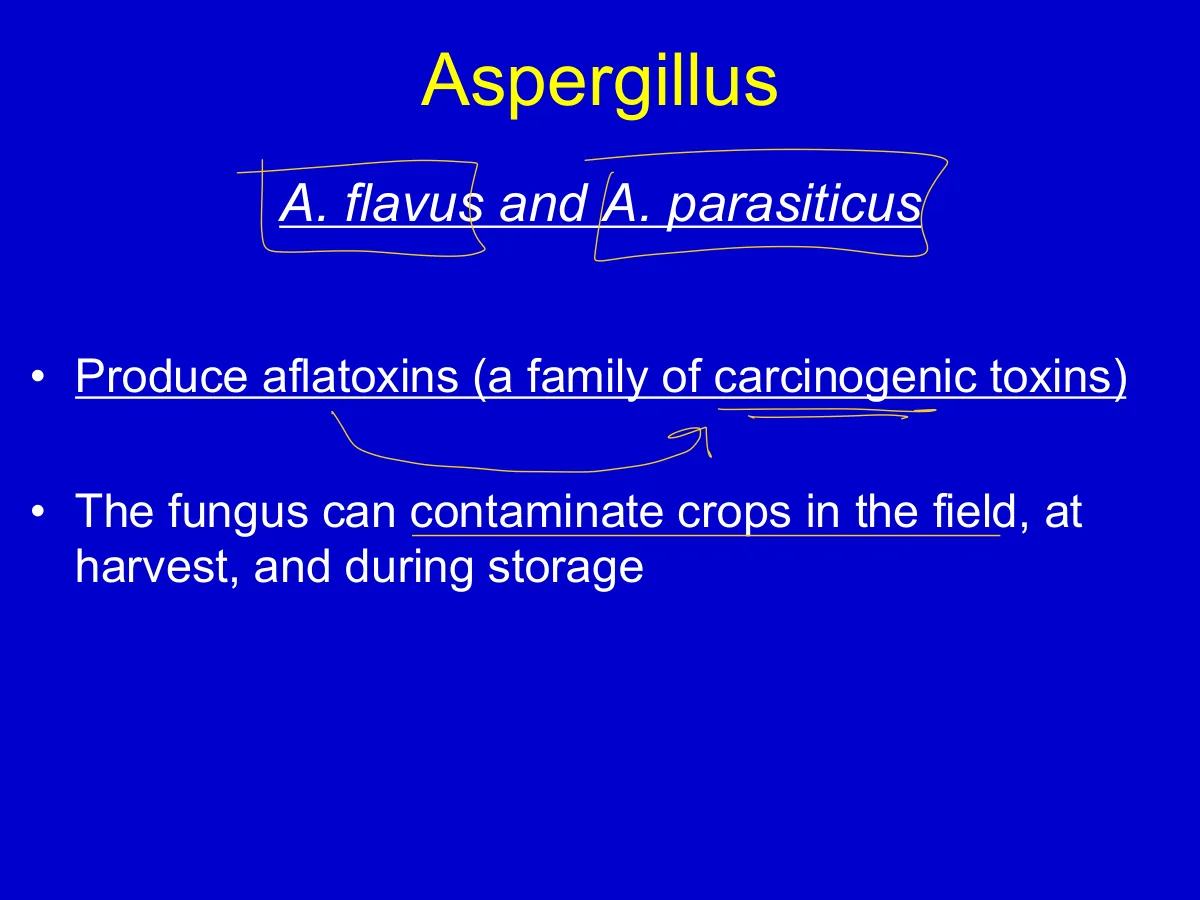 Aspergillus
A. flavus and A. parasiticus
• Produce aflatoxins (a family of carcinogenic toxins)
• The fungus can contaminate crops in the field, at
harvest, and during storage